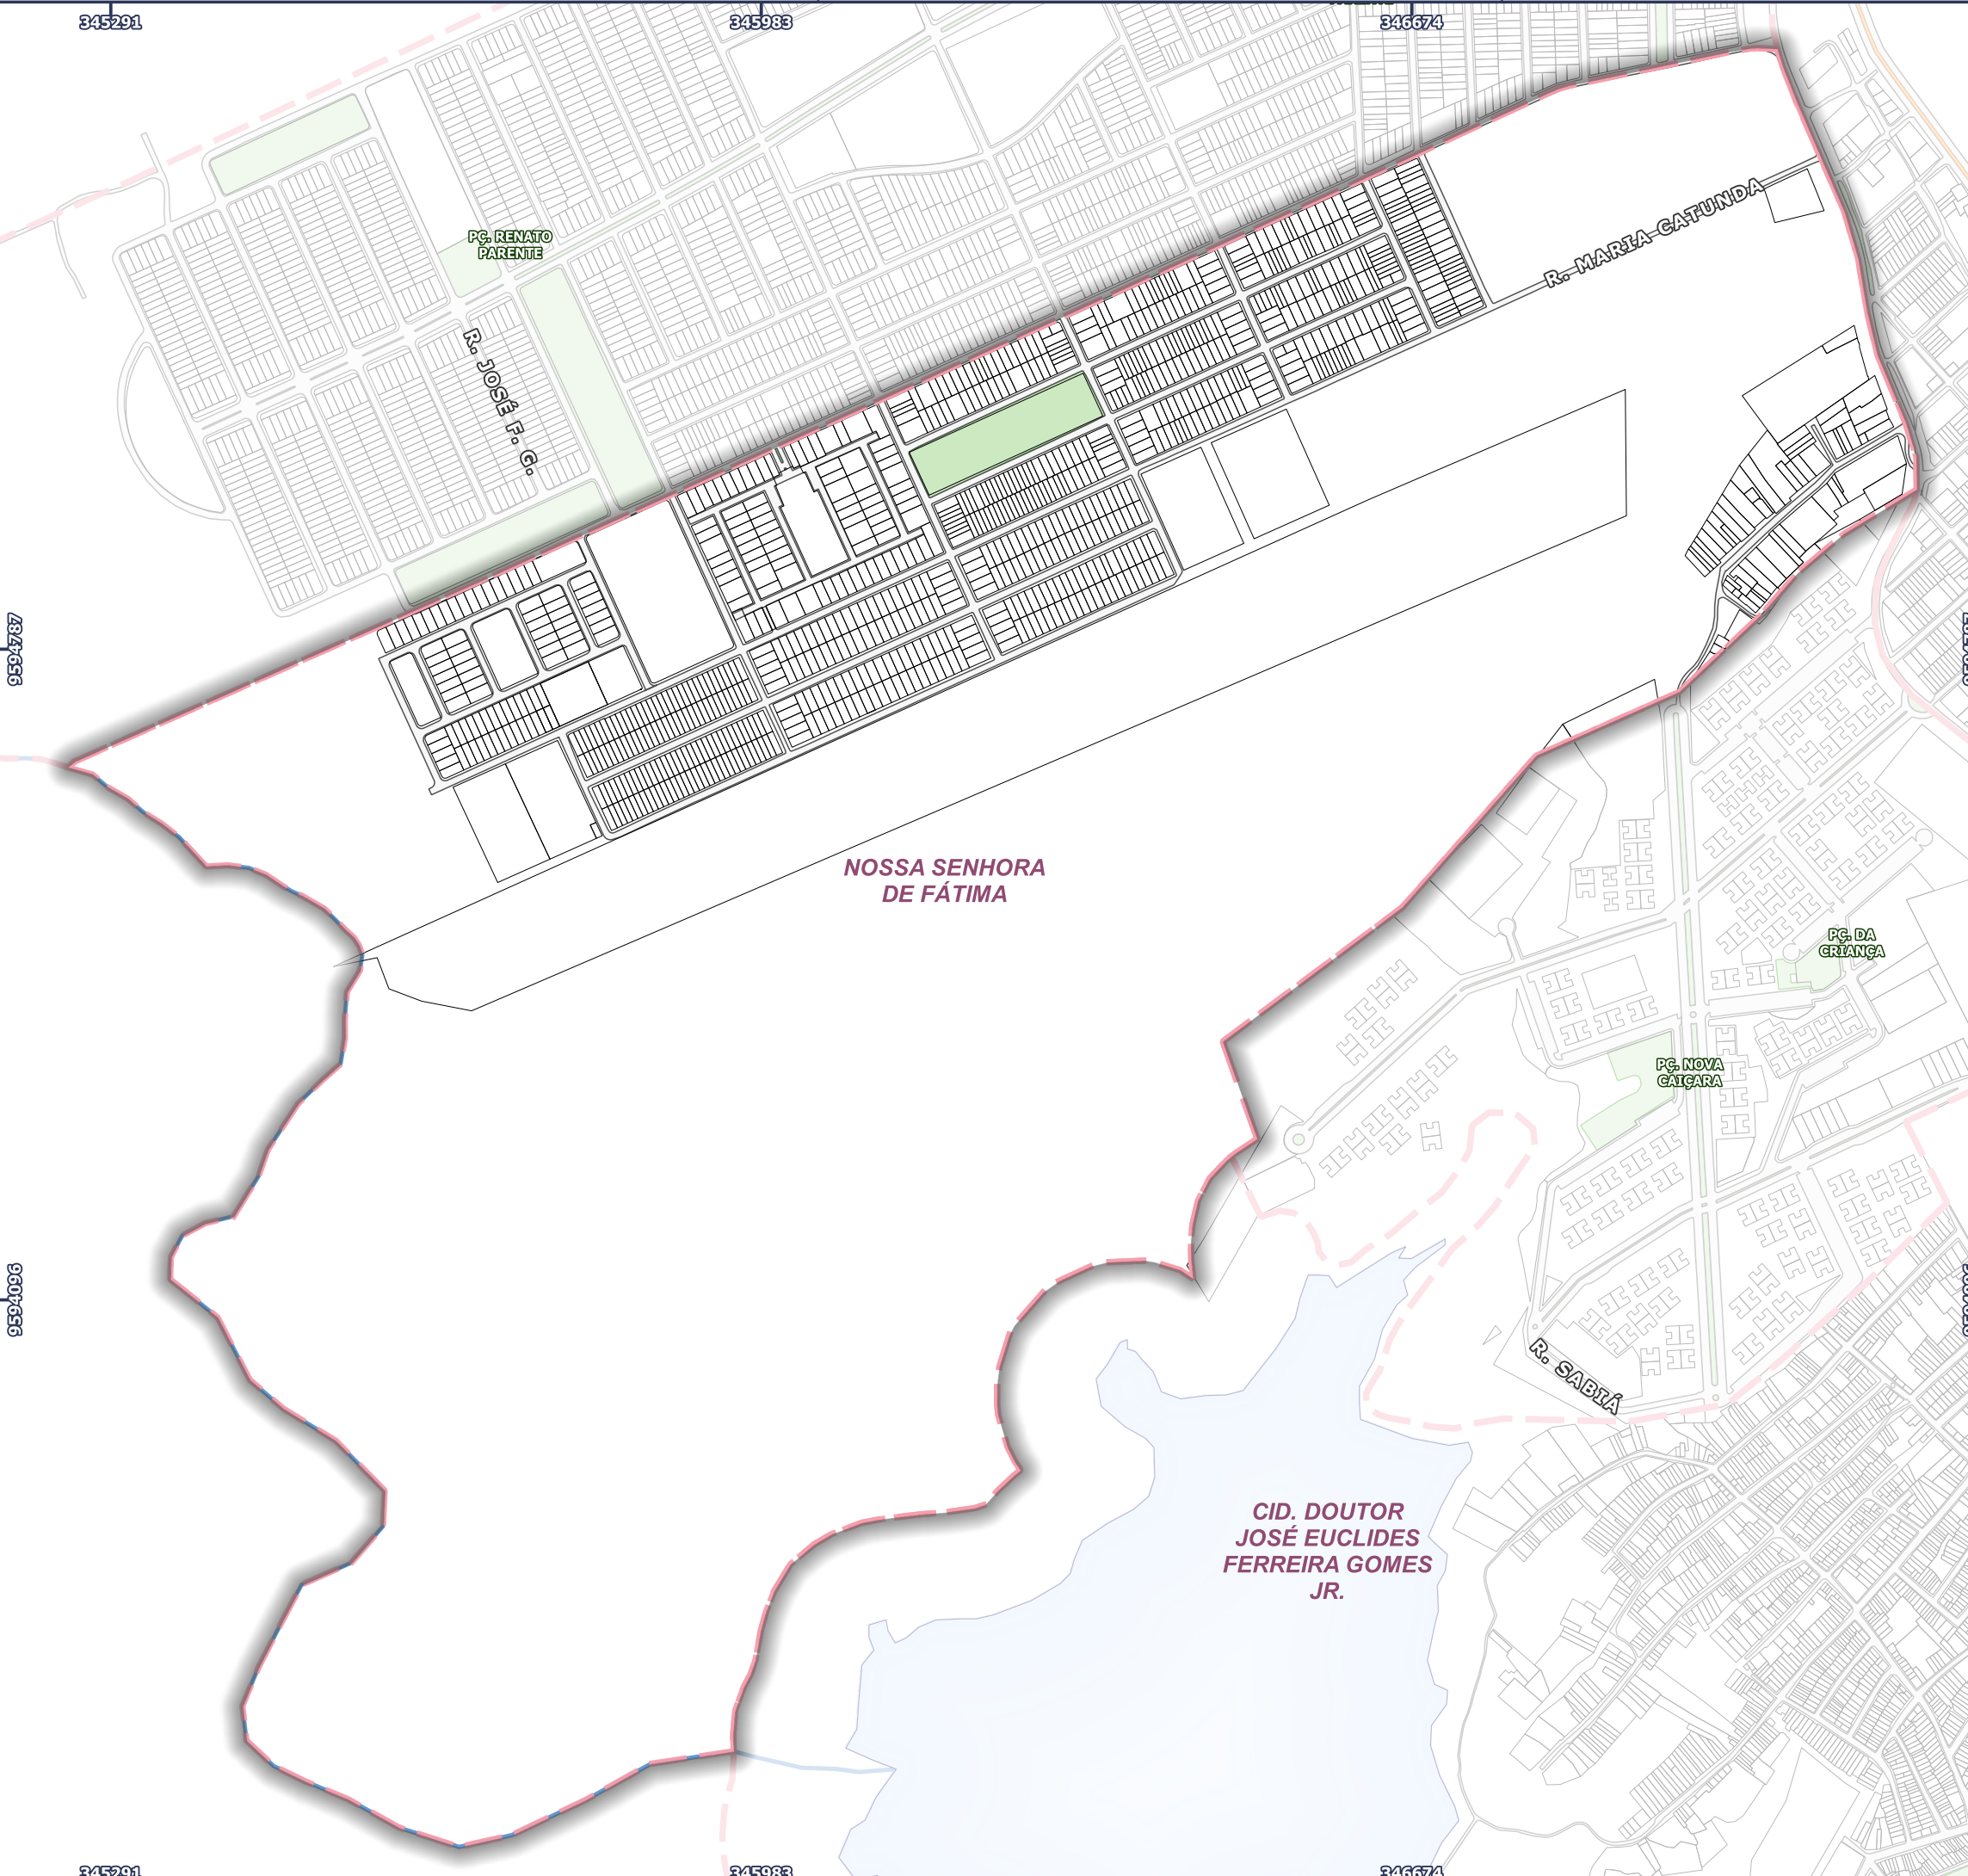 345291
345983
346674
R. MARIA CATUNDA
PÇ. RENATO
PARENTE
R. JOSÉ F. G.
9594787
NOSSA SENHORA
DE FÁTIMA
PÇ. DA
CRIANÇA
PÇ. NOVA
CAIÇARA
9594096
R. SABIÁ
CID. DOUTOR
JOSÉ EUCLIDES
FERREIRA GOMES
JR.
345291
345983
346674